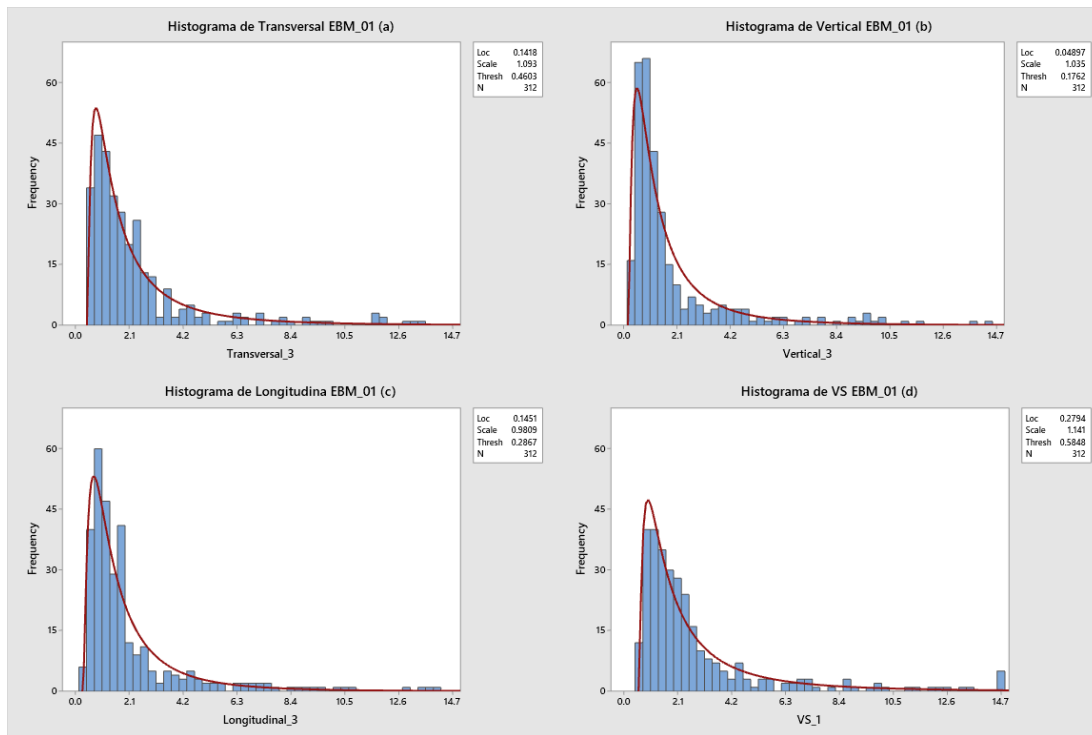 Histograma de Transversal EBM_01 (a)
Loc 0.1418
Scale 1.093
Thresh 0.4603
N 312
Frequency
60
45
30
15
0
0.0 2.1 4.2 6.3 8.4 10.5 12.6 14.7
Transversal_3
Histograma de Vertical EBM_01 (b)
Loc 0.04897
Scale 1.035
Thresh 0.1762
N 312
Frequency
60
45
30
15
0
0.0 2.1 4.2 6.3 8.4 10.5 12.6 14.7
Vertical_3
Histograma de Longitudina EBM_01 (c)
Loc 0.1451
Scale 0.9809
Thresh 0.2867
N 312
Frequency
60
45
30
15
0
0.0 2.1 4.2 6.3 8.4 10.5 12.6 14.7
Longitudinal_3
Histograma de VS EBM_01 (d)
Loc 0.2794
Scale 1.141
Thresh 0.5848
N 312
Frequency
60
45
30
15
0
0.0 2.1 4.2 6.3 8.4 10.5 12.6 14.7
VS_1